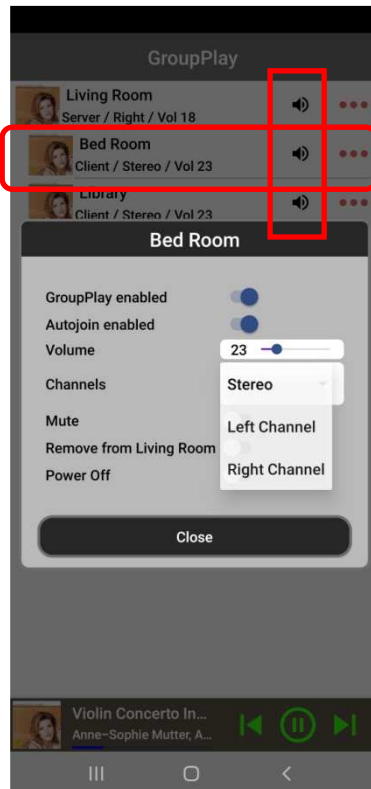 GroupPlay
Living Room
Server / Right / Vol 18
Bed Room
Client / Stereo / Vol 23
Library
Client / Stereo / Vol 23
Bed Room
GroupPlay enabled
Autojoin enabled
Volume 23
Channels Stereo
Left Channel
Mute
Remove from Living Room
Right Channel
Power Off
Close
Violin Concerto In...
Anne-Sophie Mutter, A...